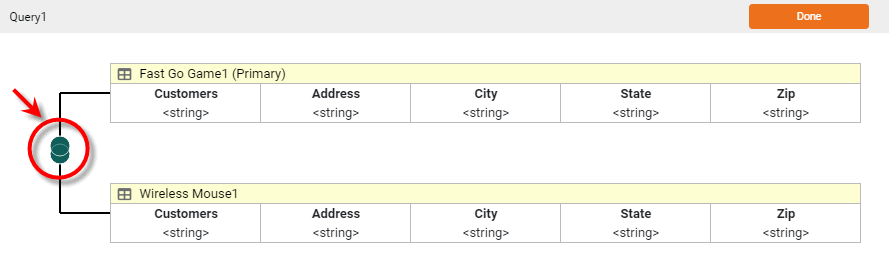 Query1 Done
Fast Go Game1 (Primary)
Customers Address City State Zip
<string> <string> <string> <string> <string>
Wireless Mouse1
Customers Address City State Zip
<string> <string> <string> <string> <string>